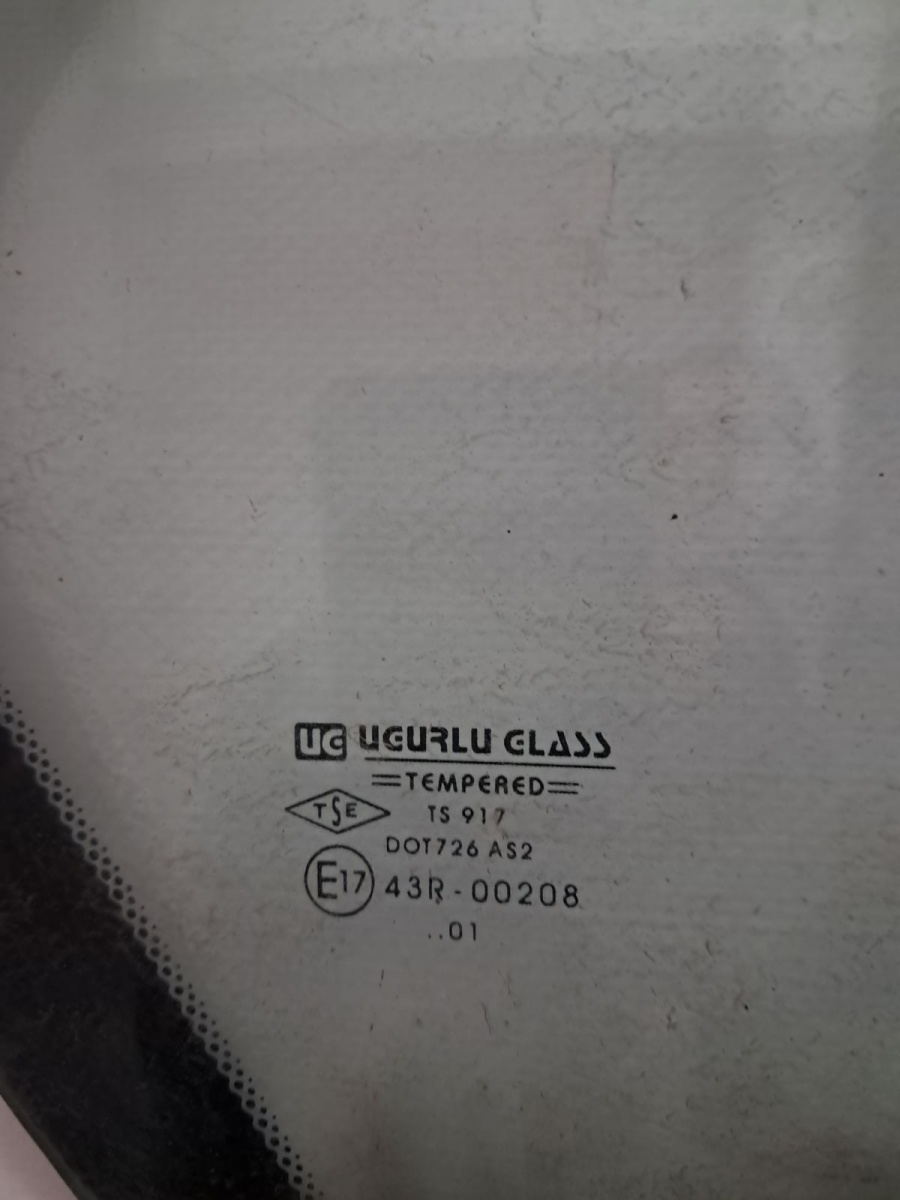 UG UGURLU GLASS
TEMPERED
TSE TS 917
DOT726 AS2
E17 43R-00208
..01